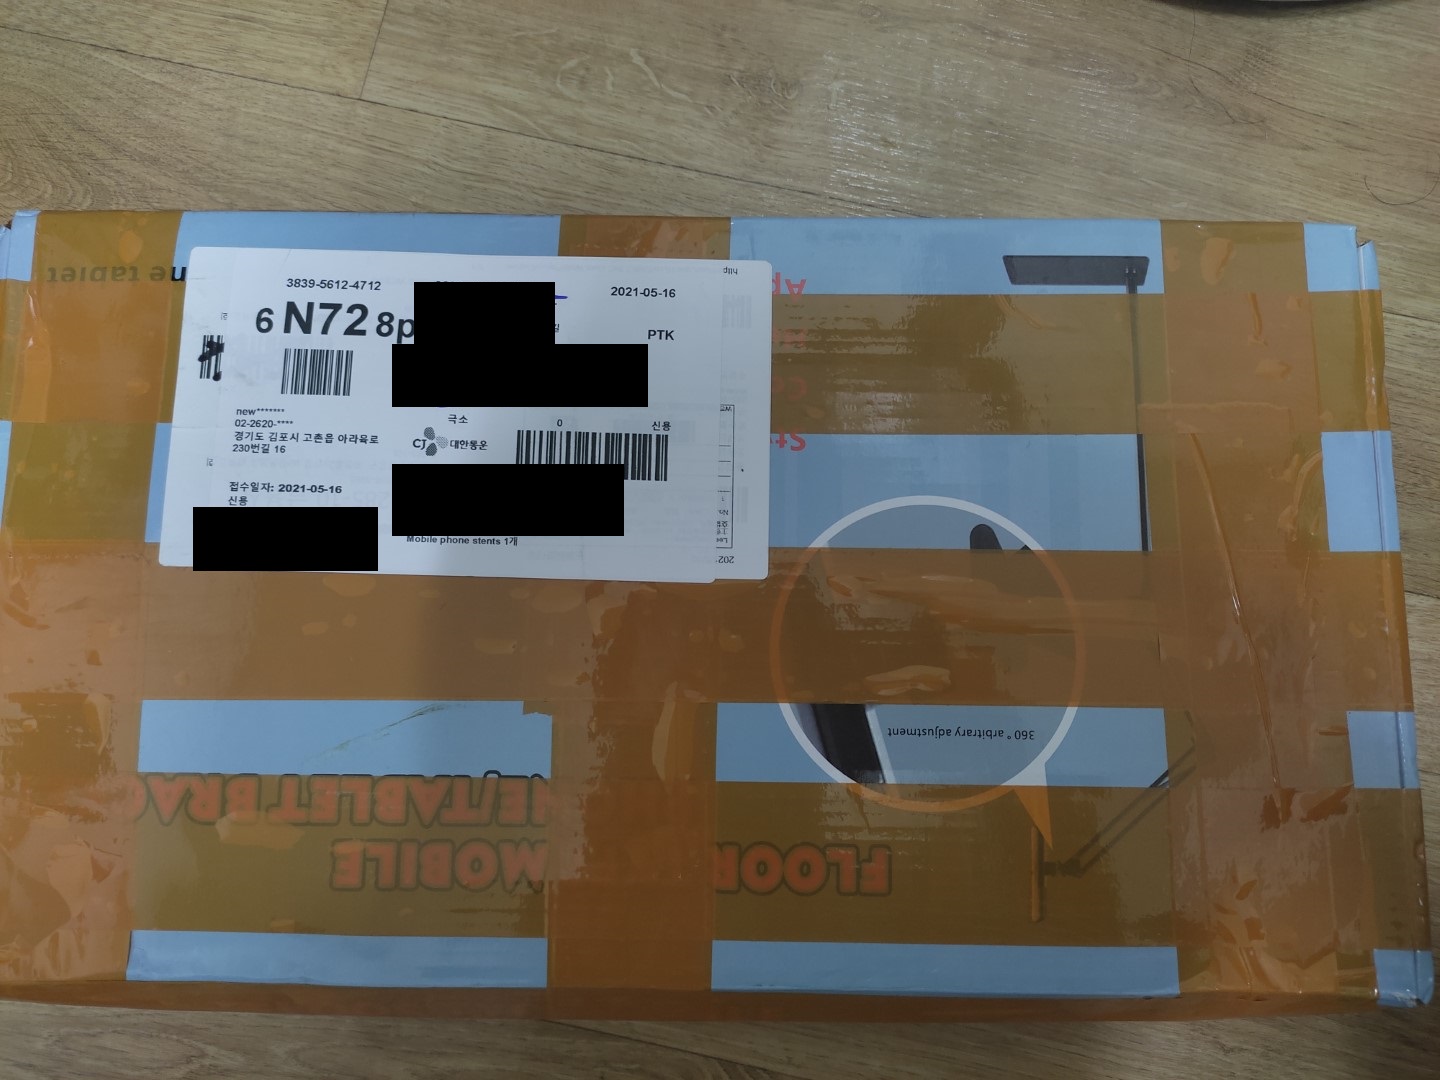 3839-5612-4712
2021-05-16
6 N72 8p
PTK
new*******
02-2620-****
경기도 김포시 고촌읍 아라육로
230번길 16
극소
0
신용
CJ 대한통운
접수일자: 2021-05-16
신용
Mobile phone stents 1개
ne tablet
360° arbitrary adjustment
FLOOR
MOBILE
NE/TABLET BRAC